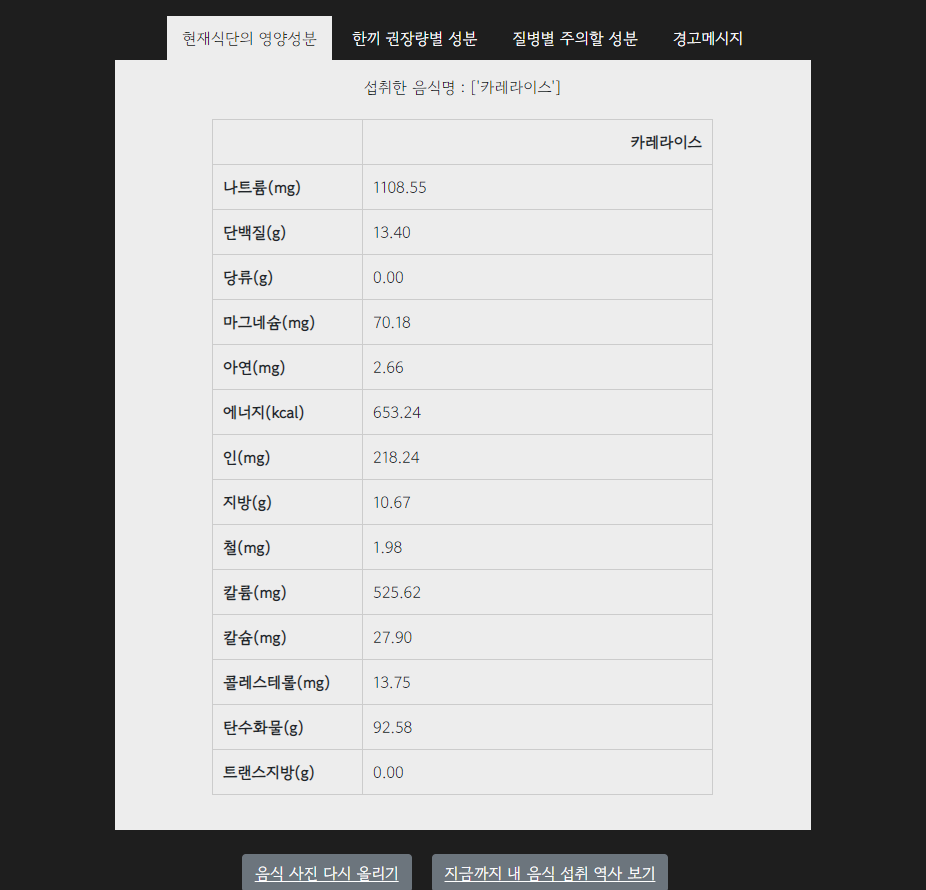 현재식단의 영양성분 한끼 권장량별 성분 질병별 주의할 성분 경고메시지
섭취한 음식명 : ['카레라이스']
카레라이스
나트륨(mg) 1108.55
단백질(g) 13.40
당류(g) 0.00
마그네슘(mg) 70.18
아연(mg) 2.66
에너지(kcal) 653.24
인(mg) 218.24
지방(g) 10.67
철(mg) 1.98
칼륨(mg) 525.62
칼슘(mg) 27.90
콜레스테롤(mg) 13.75
탄수화물(g) 92.58
트랜스지방(g) 0.00
음식 사진 다시 올리기 지금까지 내 음식 섭취 역사 보기